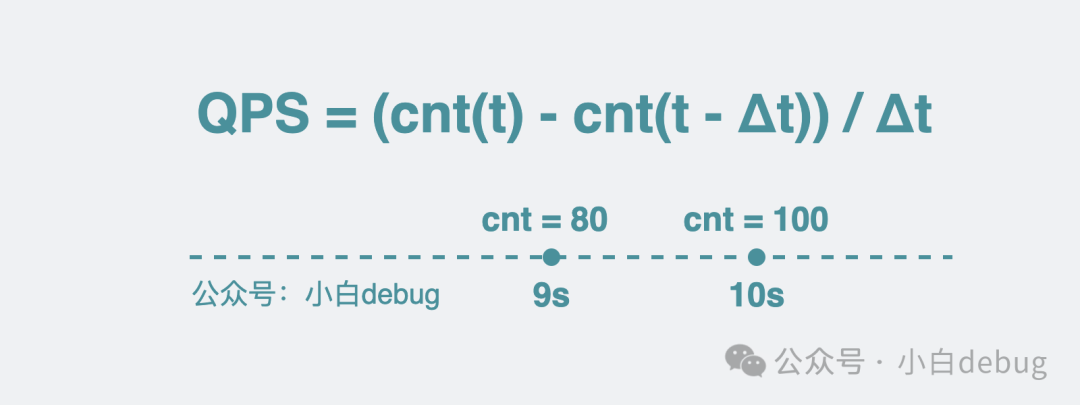 QPS = (cnt(t) - cnt(t - Δt)) / Δt
cnt = 80 cnt = 100
公众号：小白debug 9s 10s
公众号 · 小白debug